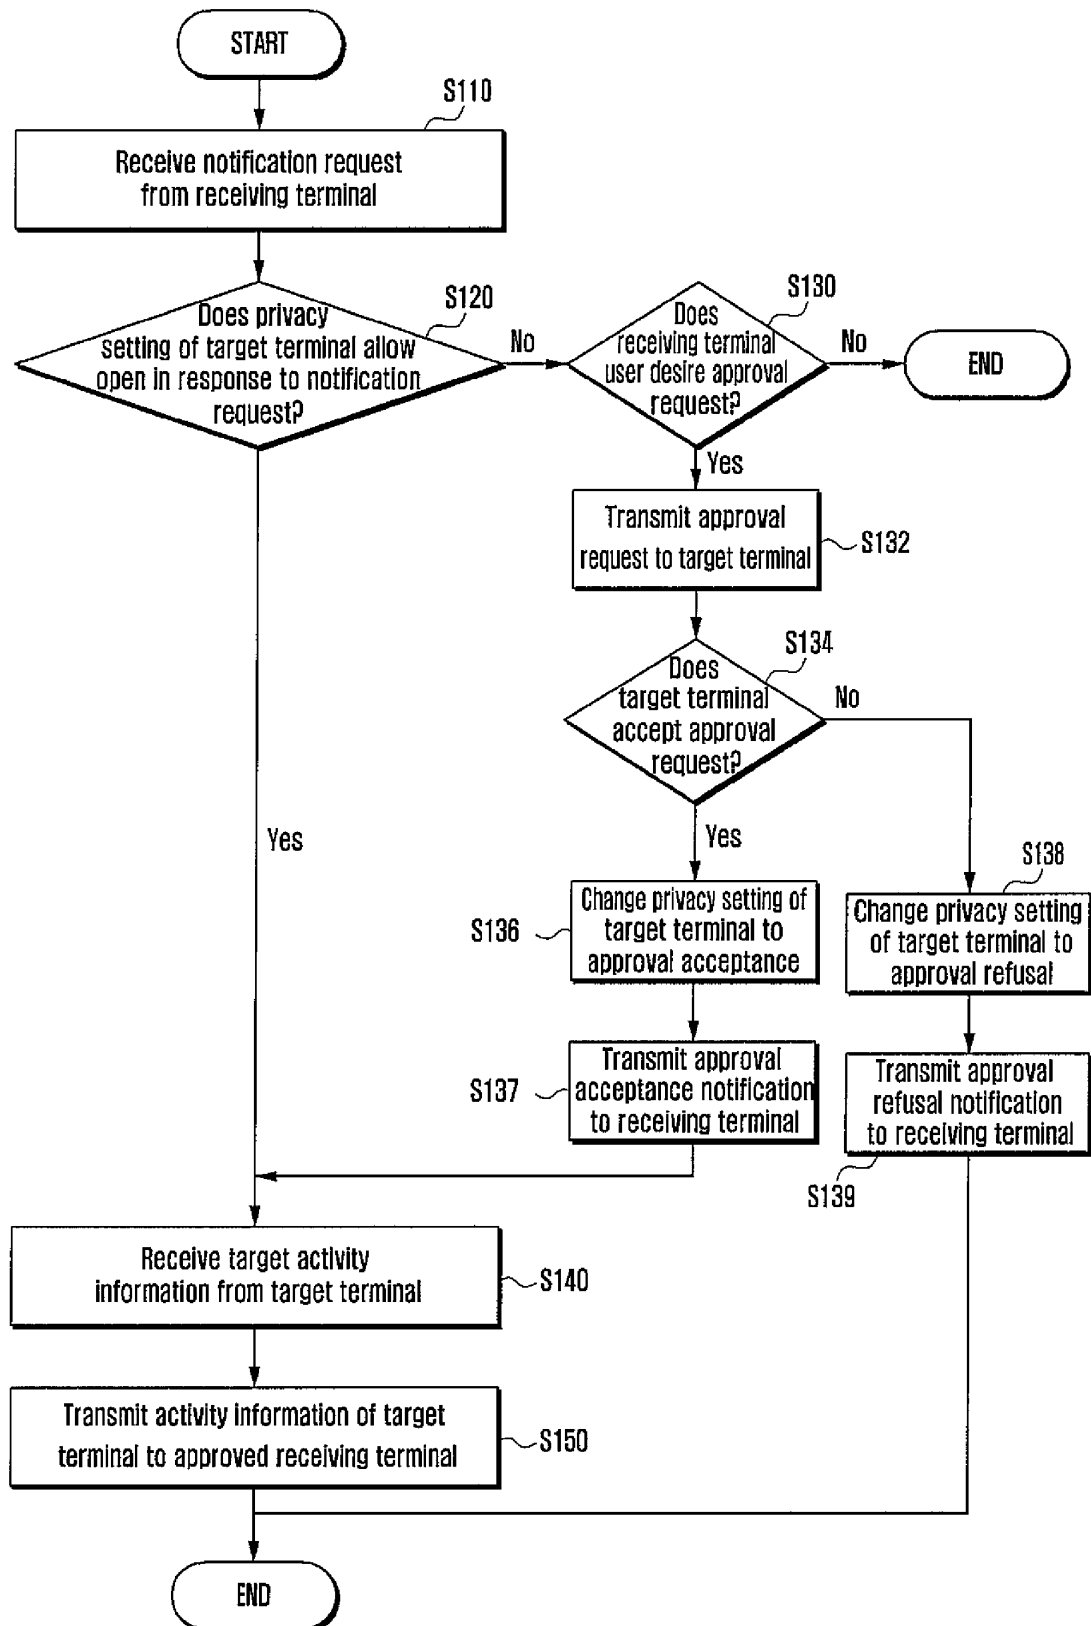 START
S110
Receive notification request
from receiving terminal
S120
Does privacy
setting of target terminal allow
open in response to notification
request?
No
S130
Does
receiving terminal
user desire approval
request?
No
END
Yes
Transmit approval
request to target terminal
S132
S134
Does
target terminal
accept approval
request?
No
Yes
Yes
S136
Change privacy setting of
target terminal to
approval acceptance
S138
Change privacy setting
of target terminal to
approval refusal
S137
Transmit approval
acceptance notification
to receiving terminal
Transmit approval
refusal notification
to receiving terminal
S139
Receive target activity
information from target terminal
S140
Transmit activity information of target
terminal to approved receiving terminal
S150
END